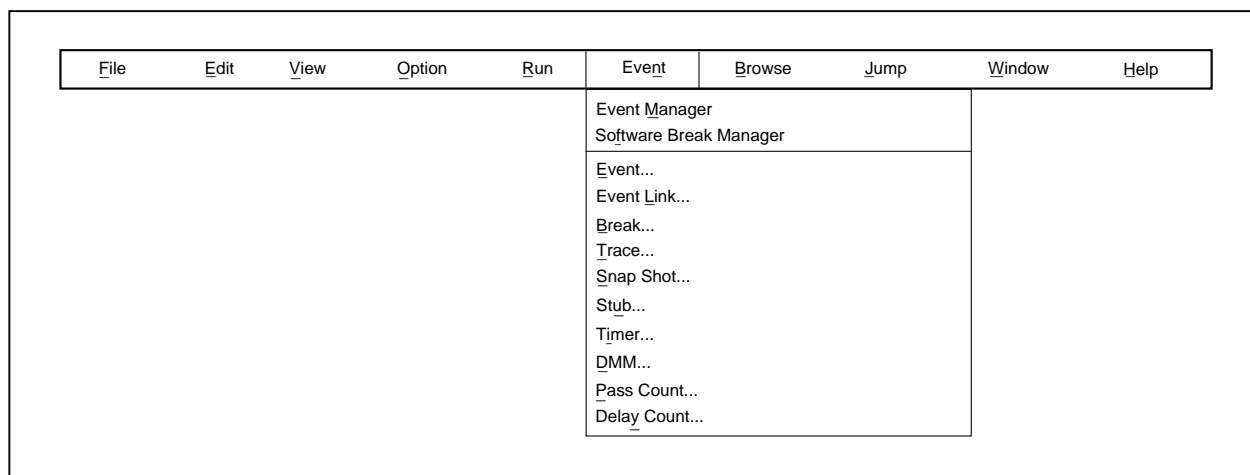 File Edit View Option Run Event Browse Jump Window Help
Event Manager
Software Break Manager
Event...
Event Link...
Break...
Trace...
Snap Shot...
Stub...
Timer...
DMM...
Pass Count...
Delay Count...